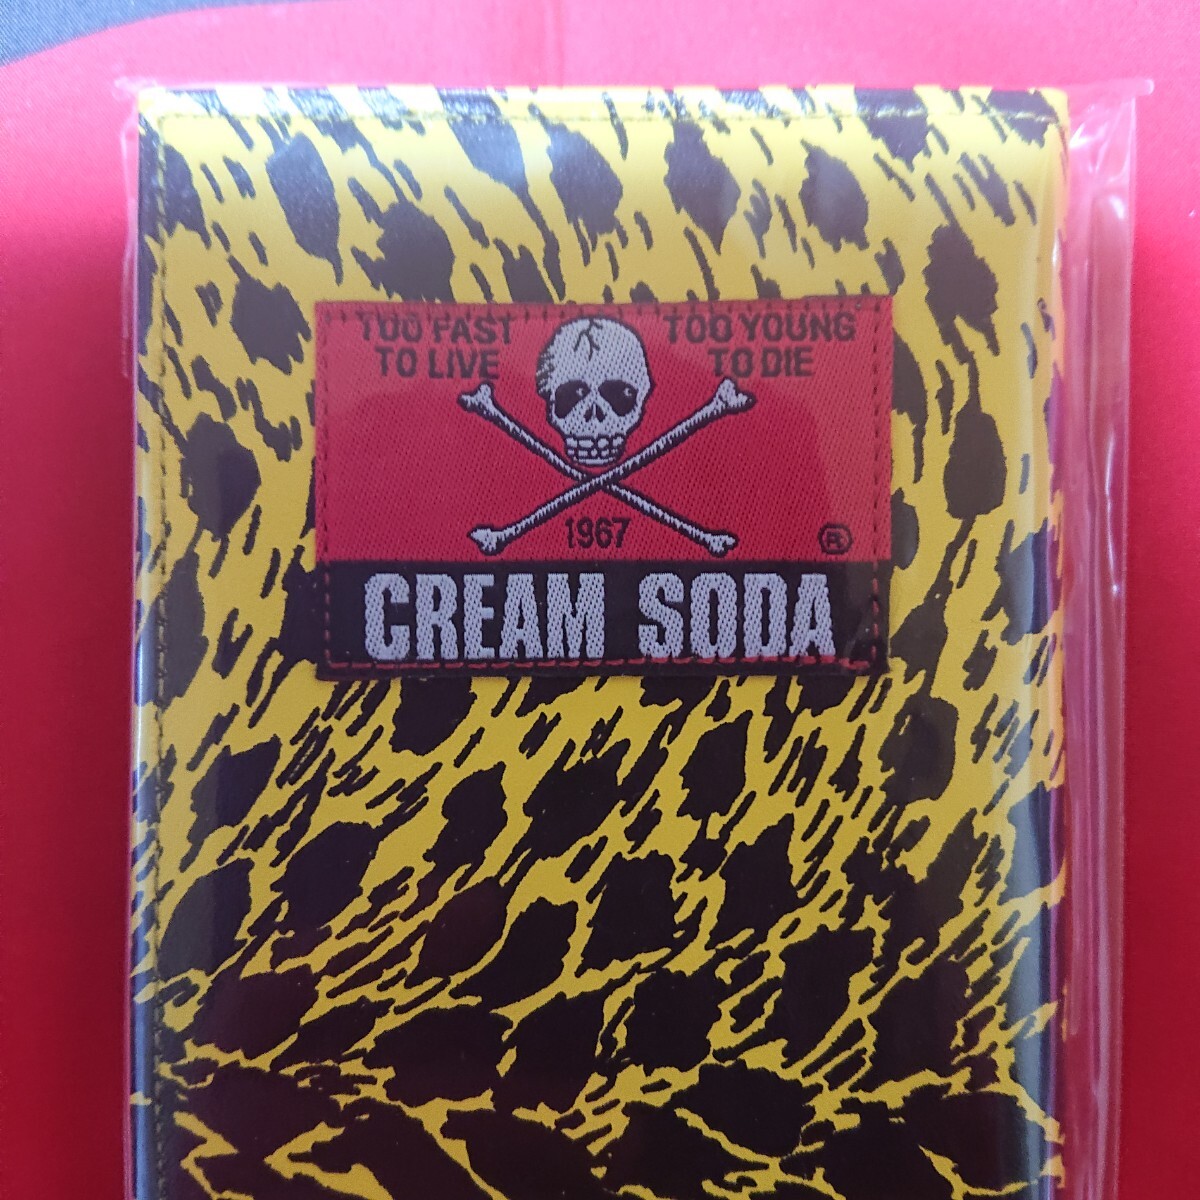 TOO FAST
TO LIVE
TOO YOUNG
TO DIE
1967
®
CREAM SODA